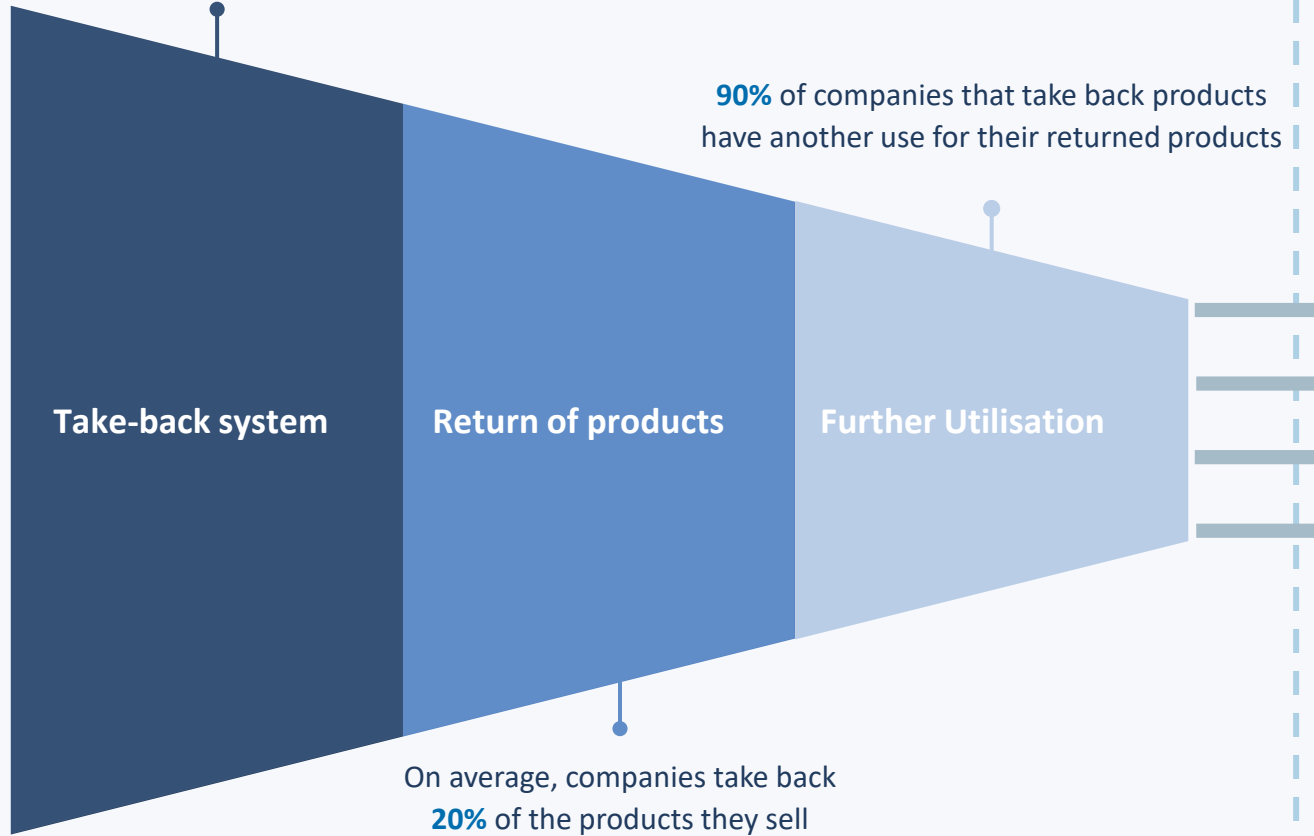 90% of companies that take back products
have another use for their returned products
Take-back system
Return of products
Further Utilisation
On average, companies take back
20% of the products they sell